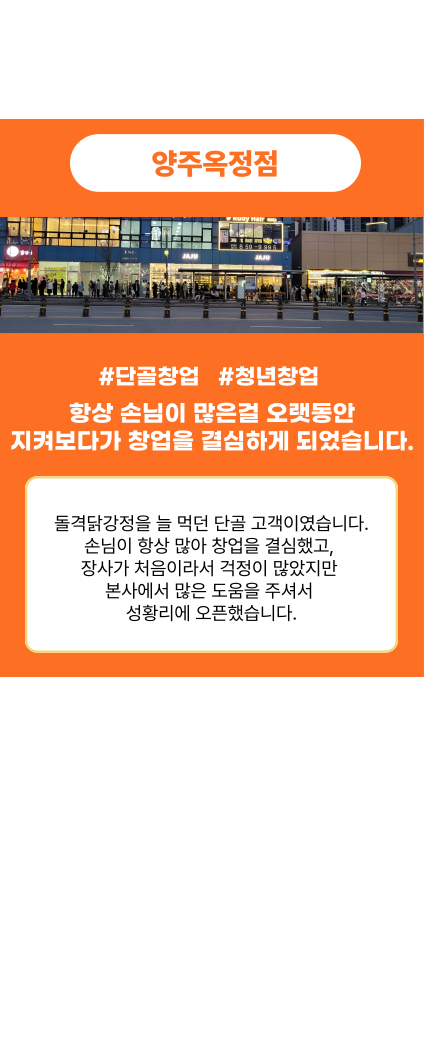 양주옥정점
Ruby Hair
JAJU
JAJU
#단골창업 #청년창업
항상 손님이 많은걸 오랫동안
지켜보다가 창업을 결심하게 되었습니다.
돌격닭강정을 늘 먹던 단골 고객이였습니다.
손님이 항상 많아 창업을 결심했고,
장사가 처음이라서 걱정이 많았지만
본사에서 많은 도움을 주셔서
성황리에 오픈했습니다.